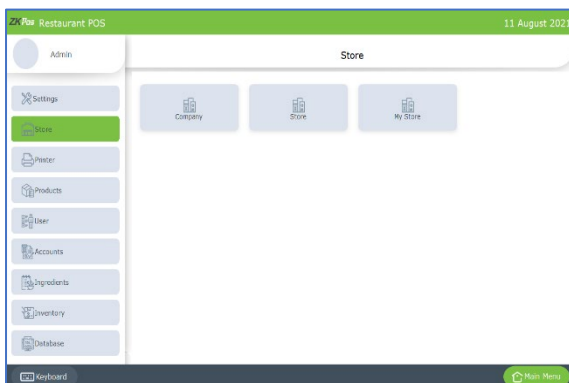 ZKPos Restaurant POS
11 August 2021
Admin
Store
Settings
Store
Printer
Products
User
Accounts
Ingredients
Inventory
Database
Company
Store
My Store
Keyboard
Main Menu